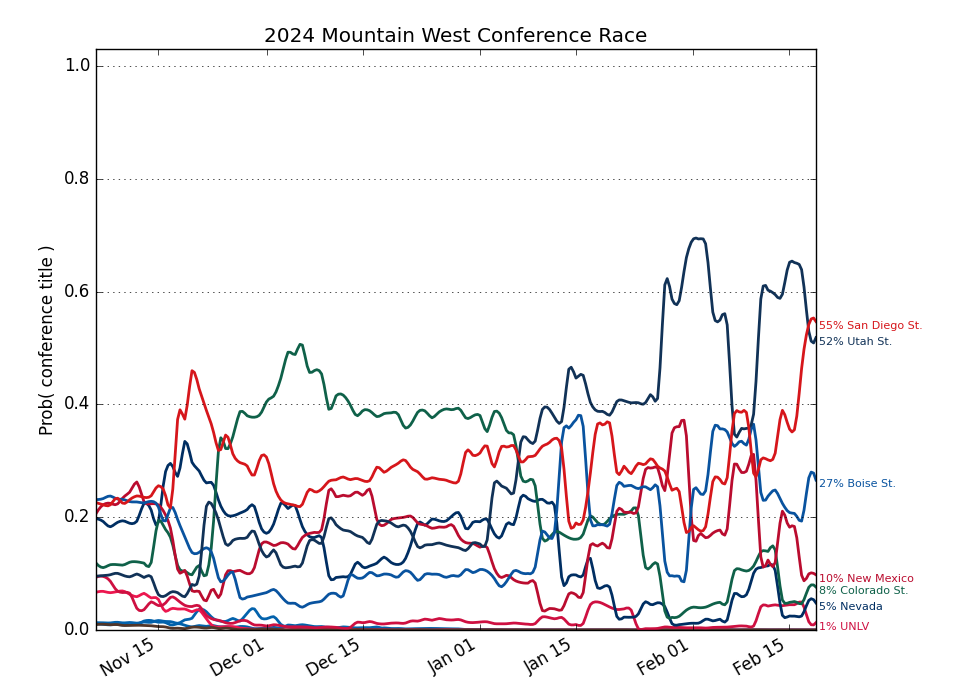 2024 Mountain West Conference Race
Prob( conference title )
1.0
0.8
0.6
0.4
0.2
0.0
Nov 15
Dec 01
Dec 15
Jan 01
Jan 15
Feb 01
Feb 15
55% San Diego St.
52% Utah St.
27% Boise St.
10% New Mexico
8% Colorado St.
5% Nevada
1% UNLV